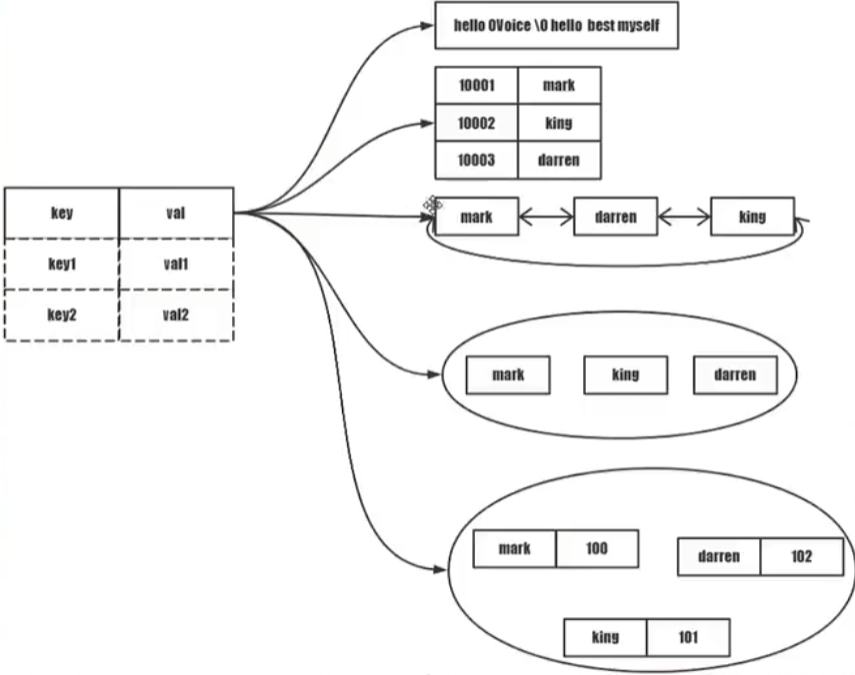 hello 0Voice \0 hello best myself
10001 mark
10002 king
10003 darren
key val
key1 val1
key2 val2
mark darren king
mark king darren
mark 100
darren 102
king 101